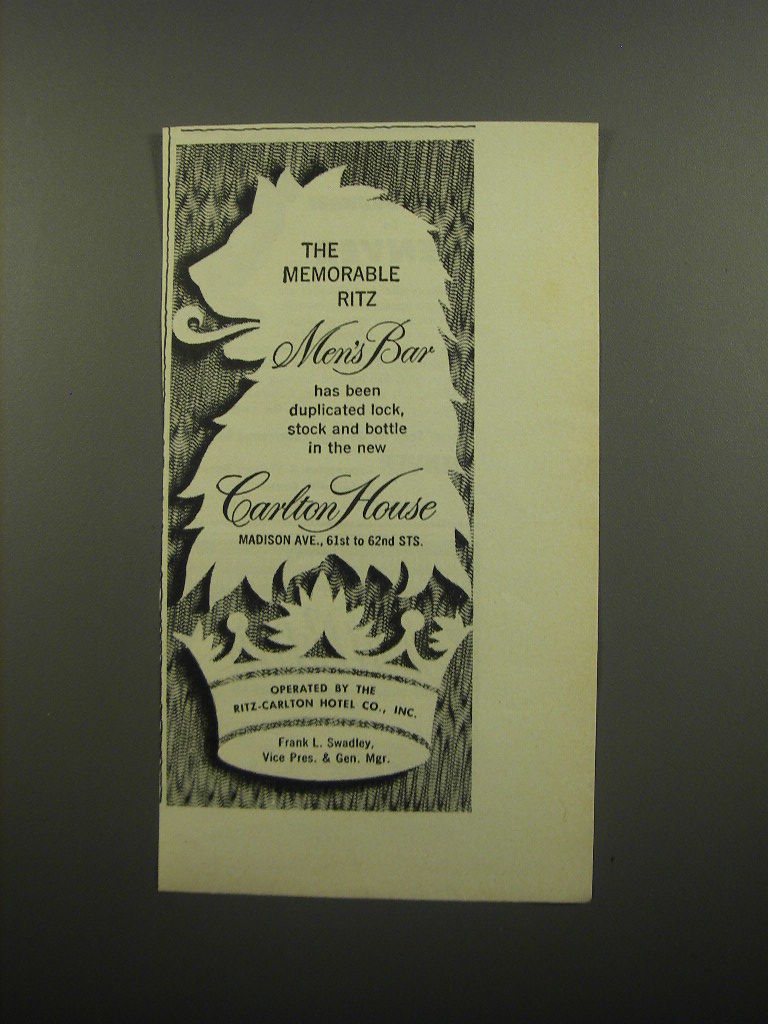 THE
MEMORABLE
RITZ
Men's Bar
has been
duplicated lock,
stock and bottle
in the new
Carlton House
MADISON AVE., 61st to 62nd STS.
OPERATED BY THE
RITZ-CARLTON HOTEL CO., INC.
Frank L. Swadley,
Vice Pres. & Gen. Mgr.